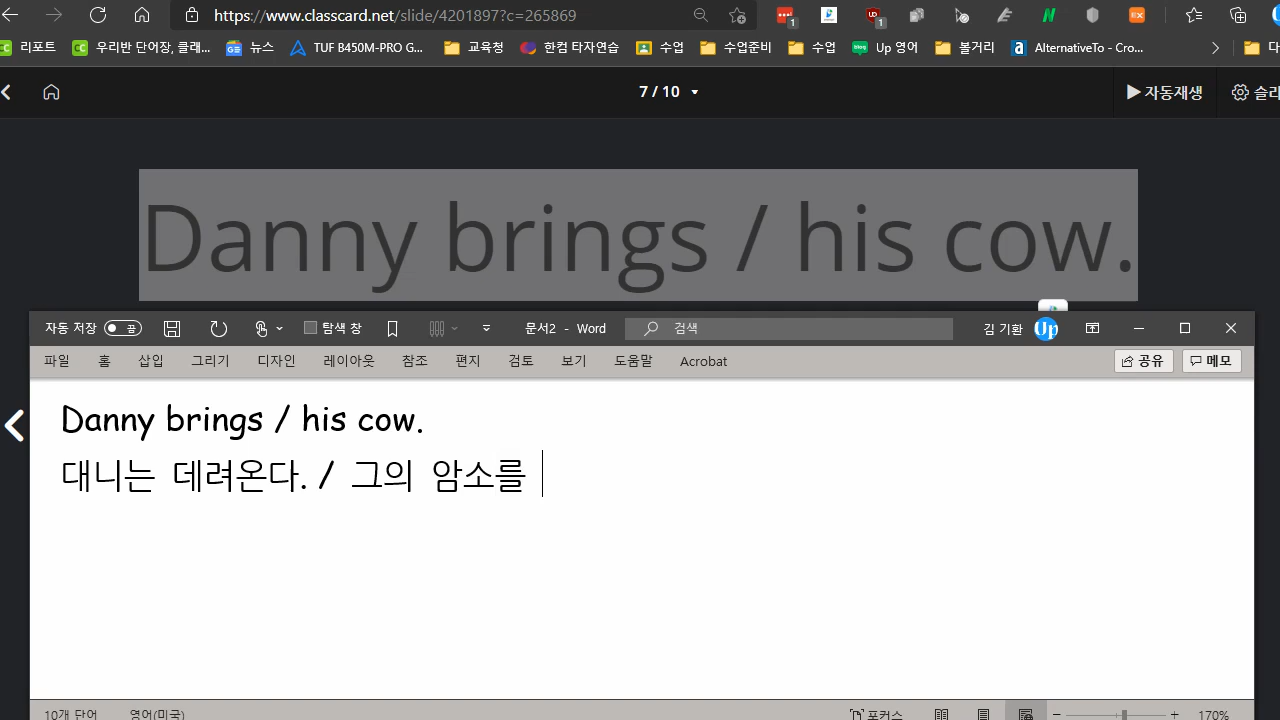 https://www.classcard.net/slide/4201897?c=265869
리포트 우리반 단어장, 클래... 뉴스 TUF B450M-PRO G... 교육청 한컴 타자연습 수업 수업준비 수업 Up 영어 볼거리 AlternativeTo - Cro...
7 / 10 자동재생
Danny brings / his cow.
자동 저장 끔 탐색 창 문서2 - Word 검색 김 기환 Up
파일 홈 삽입 그리기 디자인 레이아웃 참조 편지 검토 보기 도움말 Acrobat 공유 메모
Danny brings / his cow.
대니는 데려온다. / 그의 암소를
10개 단어 영어(미국) 포커스 170%